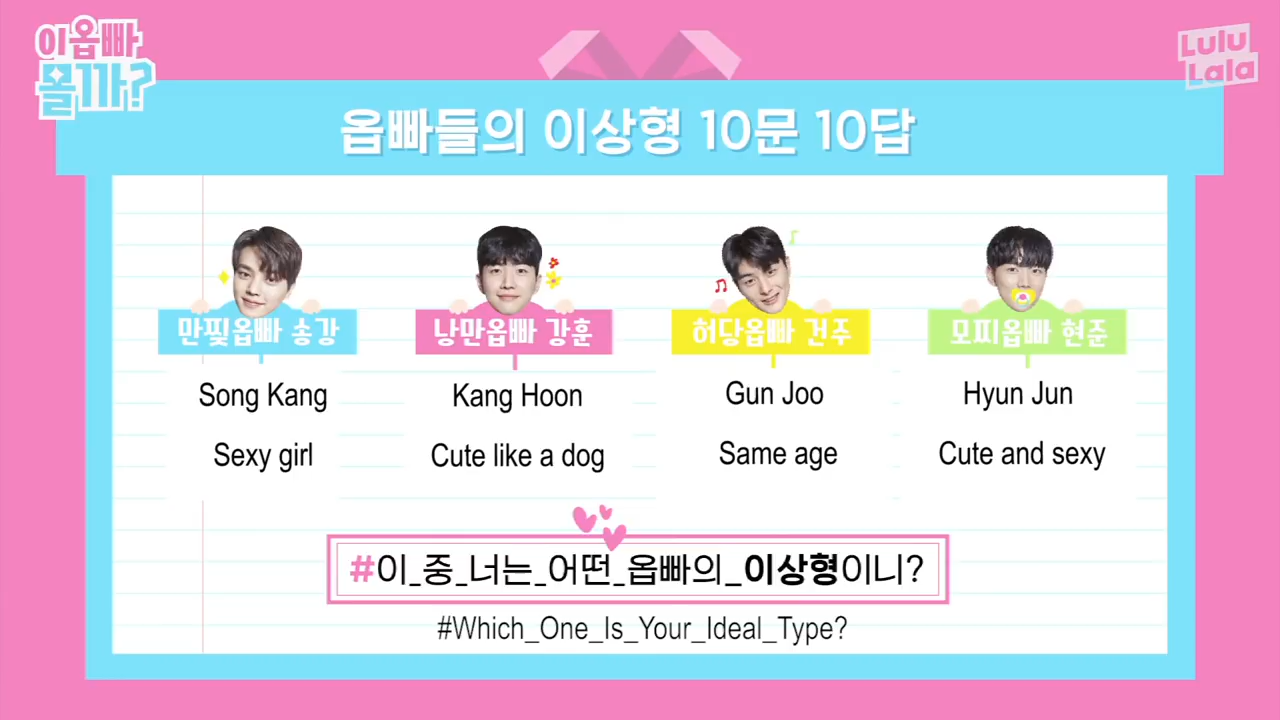 이옵빠
몰까?
Lulu
Lala
옵빠들의 이상형 10문 10답
만찢옵빠 송강
낭만옵빠 강훈
허당옵빠 건주
모찌옵빠 현준
Song Kang
Kang Hoon
Gun Joo
Hyun Jun
Sexy girl
Cute like a dog
Same age
Cute and sexy
#이_중_너는_어떤_옵빠의_이상형이니?
#Which_One_Is_Your_Ideal_Type?